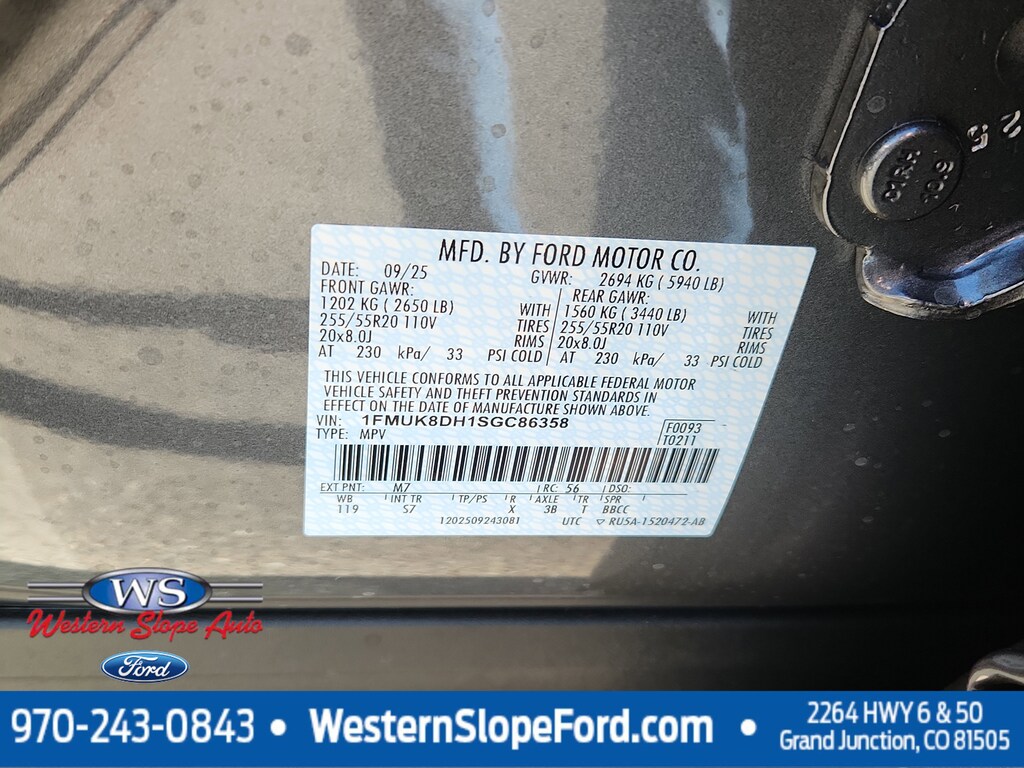 MFD. BY FORD MOTOR CO.
DATE: 09/25 GVWR: 2694 KG ( 5940 LB)
FRONT GAWR: REAR GAWR:
1202 KG ( 2650 LB) WITH 1560 KG ( 3440 LB) WITH
255/55R20 110V TIRES 255/55R20 110V TIRES
20x8.0J RIMS 20x8.0J RIMS
AT 230 kPa/ 33 PSI COLD AT 230 kPa/ 33 PSI COLD
THIS VEHICLE CONFORMS TO ALL APPLICABLE FEDERAL MOTOR
VEHICLE SAFETY AND THEFT PREVENTION STANDARDS IN
EFFECT ON THE DATE OF MANUFACTURE SHOWN ABOVE.
VIN: 1FMUK8DH1SGC86358 F0093
TYPE: MPV T0211
EXT PNT: M7 RC: 56 DSO:
WB INT TR TP/PS R AXLE TR SPR
119 S7 X 3B T BBCC
1202509243081 UTC ▽ RU5A-1520472-AB
WS
Western Slope Auto
Ford
970-243-0843 • WesternSlopeFord.com • 2264 HWY 6 & 50
Grand Junction, CO 81505